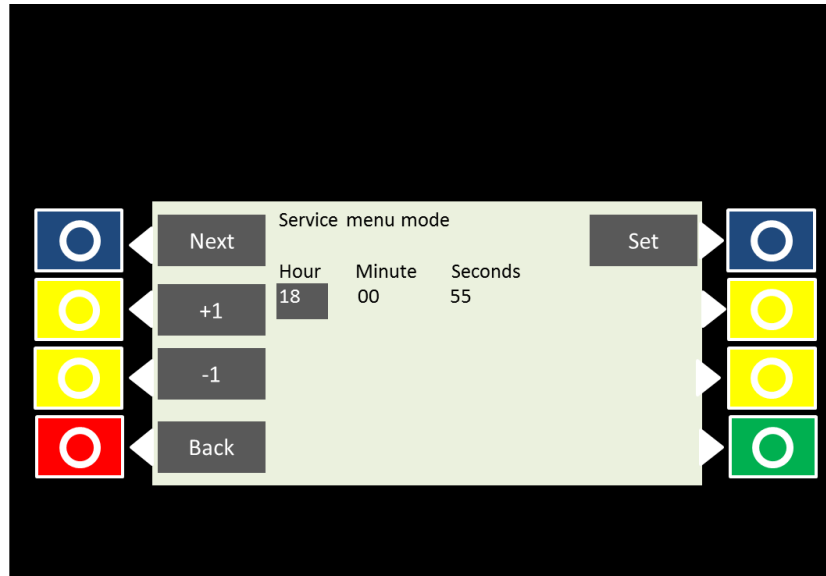 Service menu mode
Next
Set
Hour Minute Seconds
18 00 55
+1
-1
Back